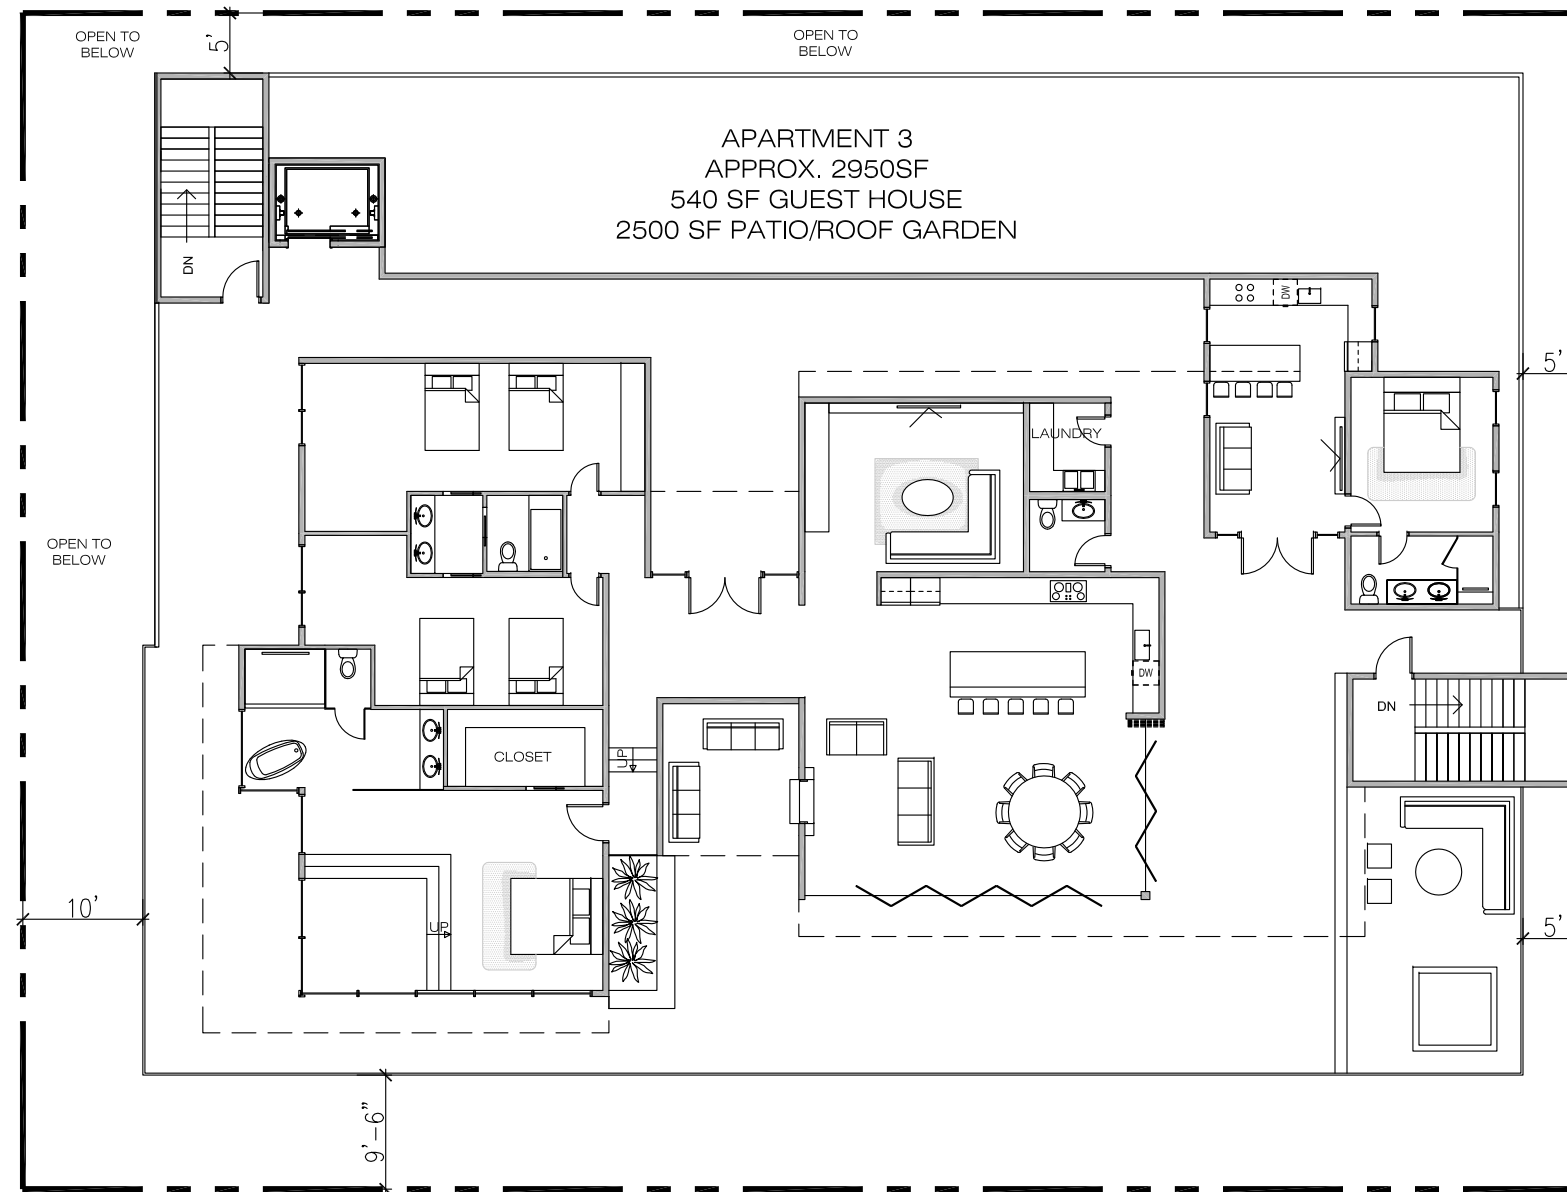 OPEN TO
BELOW
5'
OPEN TO
BELOW
APARTMENT 3
APPROX. 2950SF
540 SF GUEST HOUSE
2500 SF PATIO/ROOF GARDEN
DN
DW
5'
LAUNDRY
OPEN TO
BELOW
DW
DN
CLOSET
UP
10'
UP
5'
9'-6"